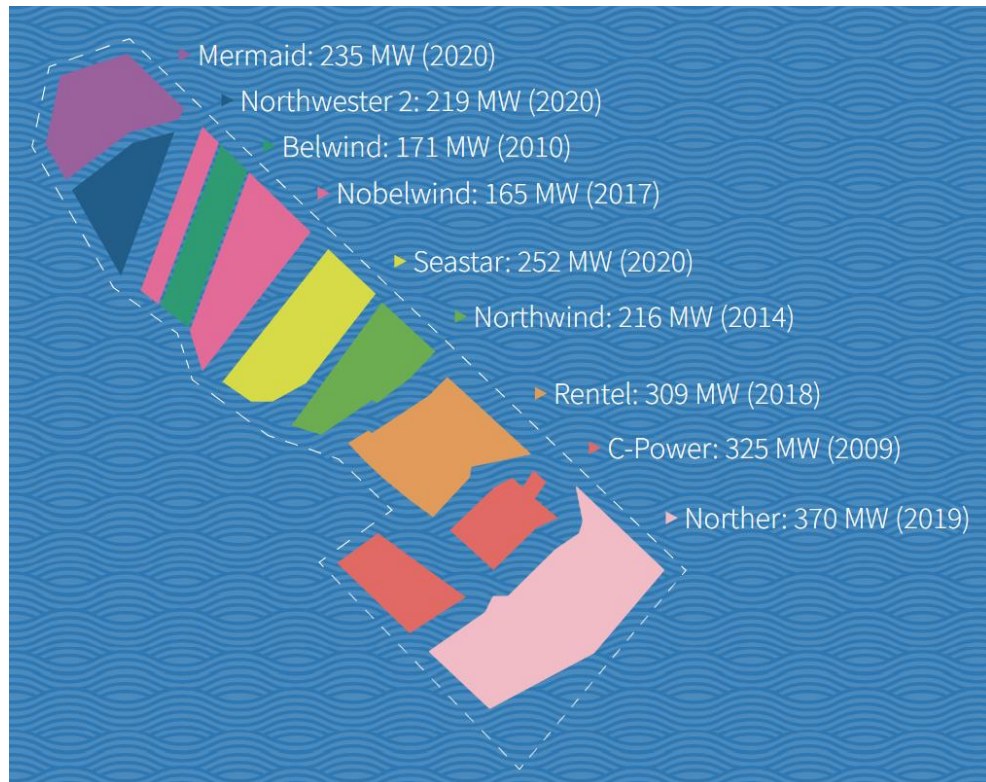 Mermaid: 235 MW (2020)
Northwester 2: 219 MW (2020)
Belwind: 171 MW (2010)
Nobelwind: 165 MW (2017)
Seastar: 252 MW (2020)
Northwind: 216 MW (2014)
Rentel: 309 MW (2018)
C-Power: 325 MW (2009)
Norther: 370 MW (2019)